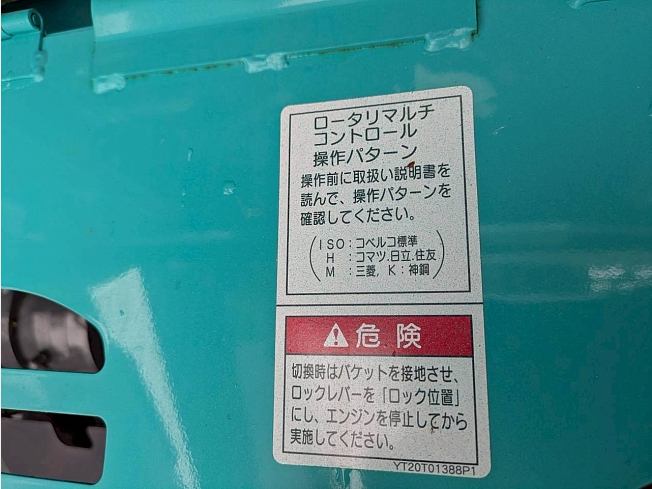 ロータリマルチ
コントロール
操作パターン
操作前に取扱い説明書を
読んで、操作パターンを
確認してください。
ISO：コベルコ標準
H：コマツ.日立.住友
M：三菱, K：神鋼
⚠危険
切換時はバケットを接地させ、
ロックレバーを「ロック位置」
にし、エンジンを停止してから
実施してください。
YT20T01388P1